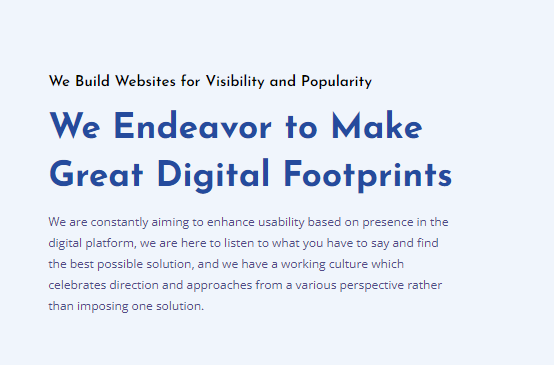 We Build Websites for Visibility and Popularity
We Endeavor to Make
Great Digital Footprints
We are constantly aiming to enhance usability based on presence in the
digital platform, we are here to listen to what you have to say and find
the best possible solution, and we have a working culture which
celebrates direction and approaches from a various perspective rather
than imposing one solution.